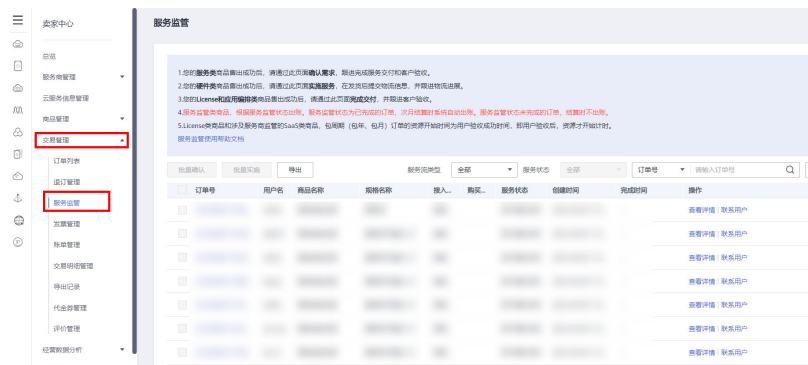 卖家中心
总览
服务商管理
云服务信息管理
商品管理
交易管理
订单列表
退订管理
服务监管
发票管理
账单管理
交易明细管理
导出记录
代金券管理
评价管理
经营数据分析
服务监管
1.您的服务类商品售出成功后，请通过此页面确认需求，跟进完成服务交付和客户验收。
2.您的硬件类商品售出成功后，请通过此页面实施服务，在发货后提交物流信息，并跟进物流进展。
3.您的License和应用编排类商品售出成功后，请通过此页面完成交付，并跟进客户验收。
4.服务监管类商品，根据服务监管状态出账。服务监管状态为已完成的订单，次月结算时系统自动出账。服务监管状态未完成的订单，结算时不出账。
5.License类商品和涉及服务商监管的SaaS类商品，包周期（包年、包月）订单的资源开始时间为用户验收成功时间，即用户验收后，资源才开始计时。
服务监管使用帮助文档
批量确认 批量实施 导出 服务流类型 全部 服务状态 全部 订单号 请输入订单号
订单号 用户名 商品名称 规格名称 接入... 购买... 服务状态 创建时间 完成时间 操作
查看详情 | 联系用户
查看详情 | 联系用户
查看详情 | 联系用户
查看详情 | 联系用户
查看详情 | 联系用户
查看详情 | 联系用户
查看详情 | 联系用户